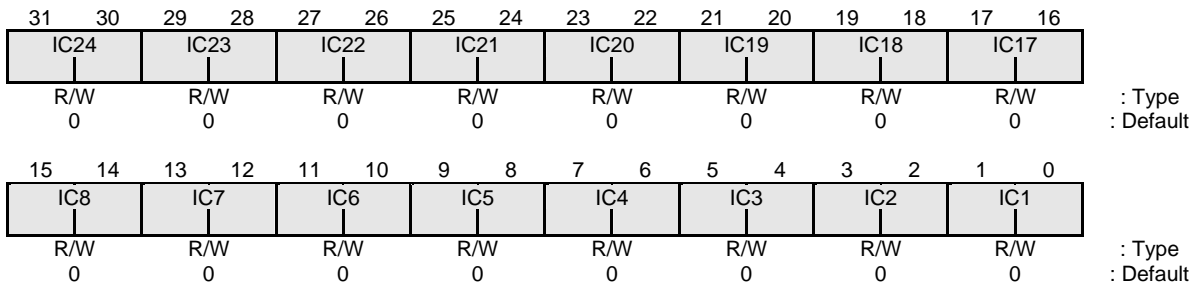 31 30 29 28 27 26 25 24 23 22 21 20 19 18 17 16
IC24 IC23 IC22 IC21 IC20 IC19 IC18 IC17
R/W R/W R/W R/W R/W R/W R/W R/W : Type
0 0 0 0 0 0 0 0 : Default
15 14 13 12 11 10 9 8 7 6 5 4 3 2 1 0
IC8 IC7 IC6 IC5 IC4 IC3 IC2 IC1
R/W R/W R/W R/W R/W R/W R/W R/W : Type
0 0 0 0 0 0 0 0 : Default